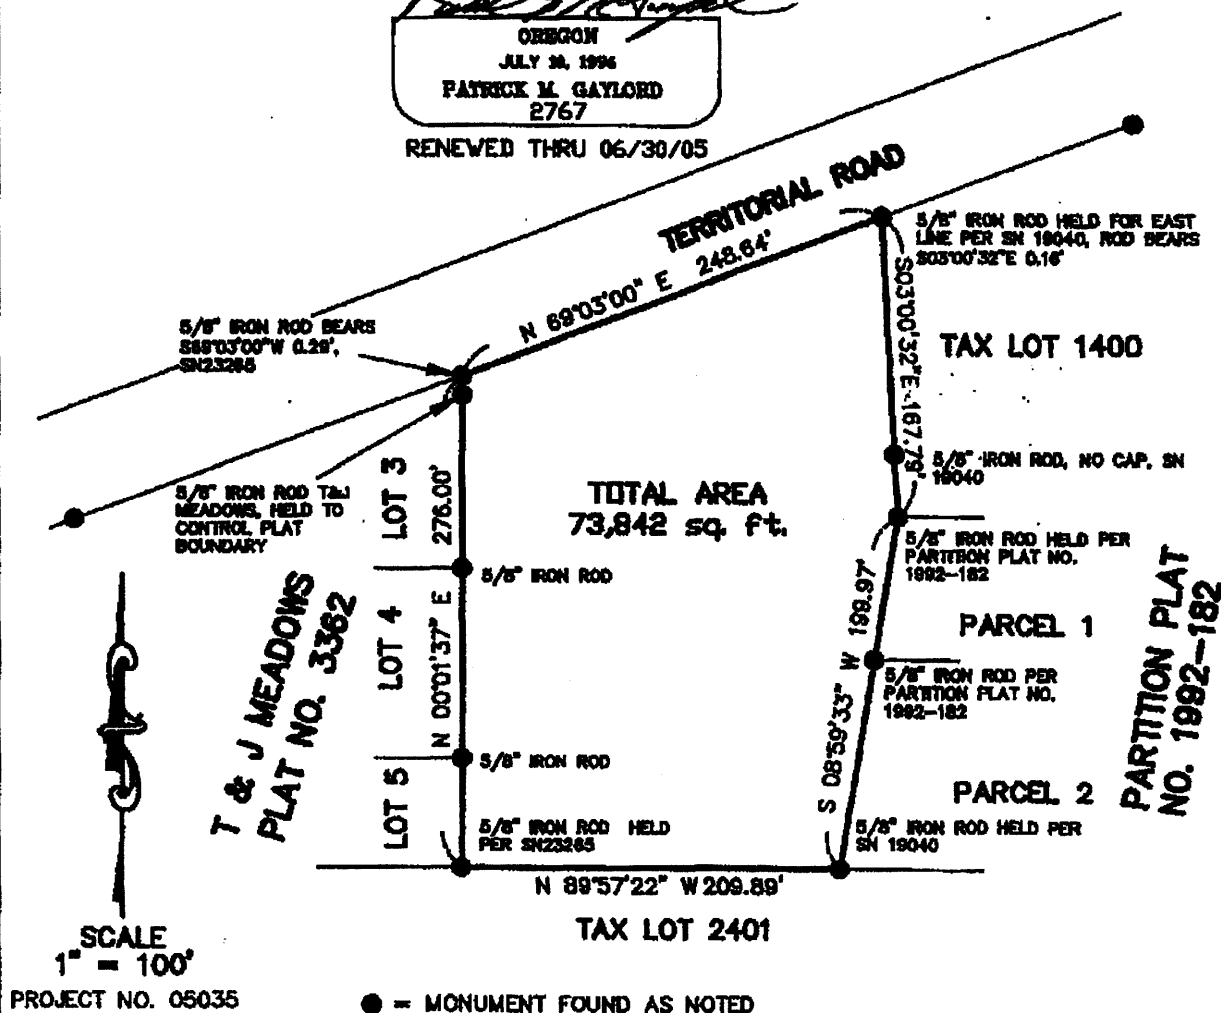 OREGON
JULY 30, 1996
PATRICK M. GAYLORD
2767
RENEWED THRU 06/30/05
TERRITORIAL ROAD
N 69°03'00" E 248.64'
5/8" IRON ROD HELD FOR EAST
LINE PER SN 19040, ROD BEARS
S03°00'32"E 0.16'
5/8" IRON ROD BEARS
S69°03'00"W 0.29',
SN23265
S03°00'32"E 167.79'
TAX LOT 1400
5/8" IRON ROD, NO CAP, SN
19040
5/8" IRON ROD T&J
MEADOWS, HELD TO
CONTROL PLAT
BOUNDARY
LOT 3
276.00'
TOTAL AREA
73,842 sq. ft.
5/8" IRON ROD HELD PER
PARTITION PLAT NO.
1992-182
5/8" IRON ROD
LOT 4
N 00°01'37" E
T & J MEADOWS
PLAT NO. 3362
S 08°59'33" W 199.97'
PARCEL 1
5/8" IRON ROD PER
PARTITION PLAT NO.
1992-182
PARTITION PLAT
NO. 1992-182
5/8" IRON ROD
LOT 5
PARCEL 2
5/8" IRON ROD HELD
PER SN23265
5/8" IRON ROD HELD PER
SN 19040
N 89°57'22" W 209.89'
TAX LOT 2401
SCALE
1" = 100'
PROJECT NO. 05035
● = MONUMENT FOUND AS NOTED